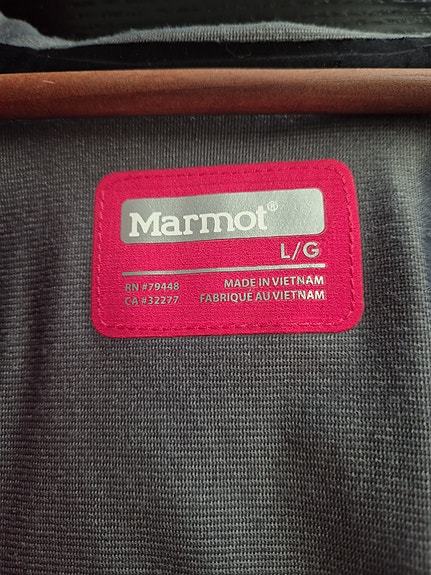 Marmot®
L/G
RN #79448 MADE IN VIETNAM
CA #32277 FABRIQUÉ AU VIETNAM